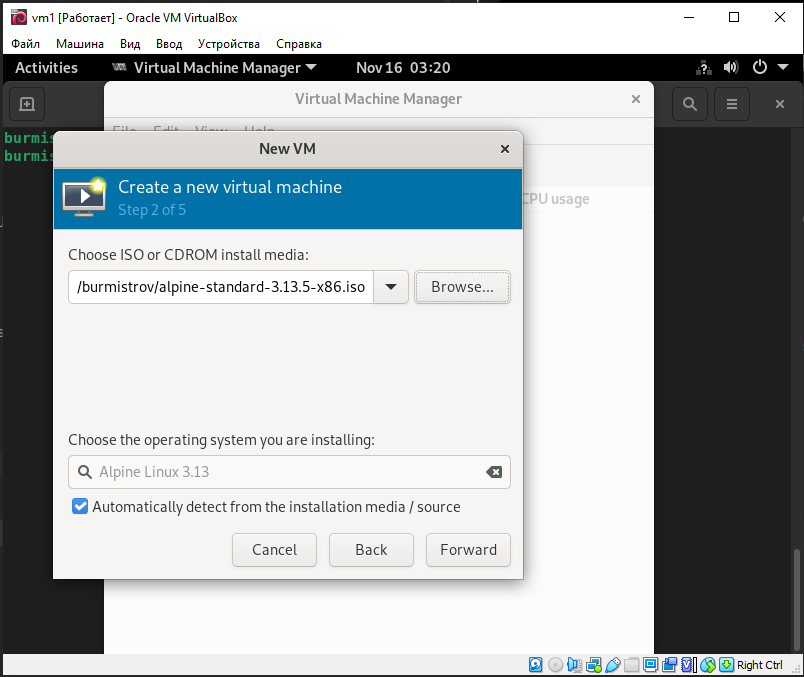 vm1 [Работает] - Oracle VM VirtualBox
Файл Машина Вид Ввод Устройства Справка
Activities Virtual Machine Manager Nov 16 03:20
Virtual Machine Manager
File Edit View Help
burmis
burmis
New VM
Create a new virtual machine
Step 2 of 5
CPU usage
Choose ISO or CDROM install media:
/burmistrov/alpine-standard-3.13.5-x86.iso Browse...
Choose the operating system you are installing:
Alpine Linux 3.13
Automatically detect from the installation media / source
Cancel Back Forward
Right Ctrl